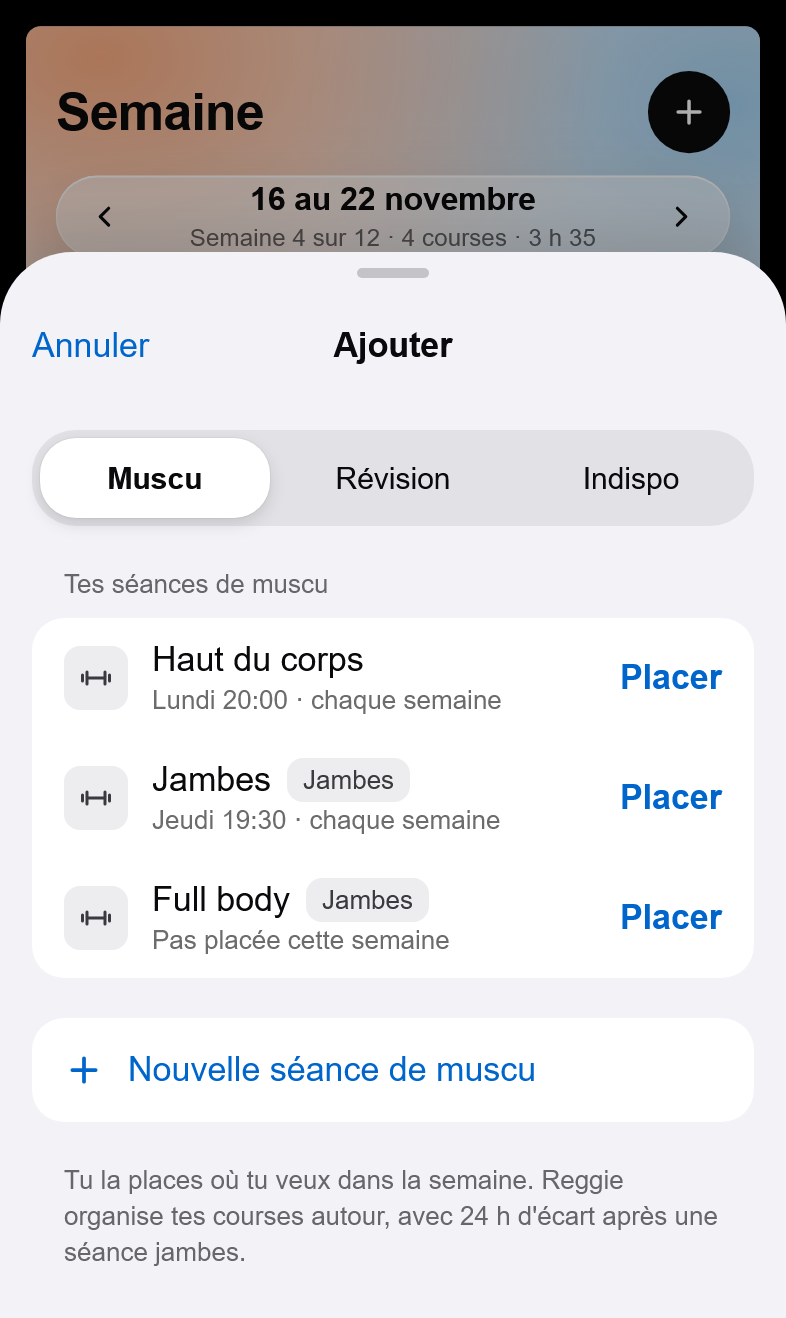 Semaine
16 au 22 novembre
Semaine 4 sur 12 · 4 courses · 3 h 35
Annuler
Ajouter
Muscu
Révision
Indispo
Tes séances de muscu
Haut du corps
Lundi 20:00 · chaque semaine
Placer
Jambes Jambes
Jeudi 19:30 · chaque semaine
Placer
Full body Jambes
Pas placée cette semaine
Placer
Nouvelle séance de muscu
Tu la places où tu veux dans la semaine. Reggie
organise tes courses autour, avec 24 h d'écart après une
séance jambes.